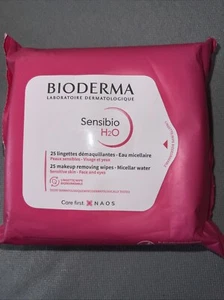 BIODERMA
LABORATOIRE DERMATOLOGIQUE
Sensibio
H2O
25 lingettes démaquillantes - Eau micellaire
Peaux sensibles - Visage et yeux
25 makeup removing wipes - Micellar water
Sensitive skin - Face and eyes
BIODEGRADABLE
Care first. NAOS